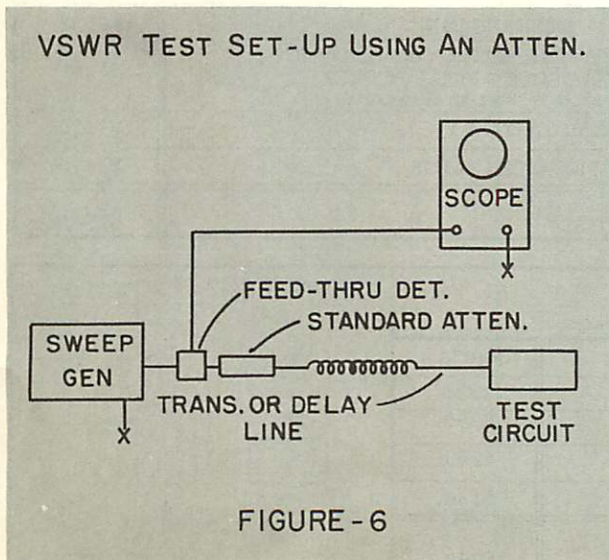 VSWR TEST SET-UP USING AN ATTEN.
SCOPE
X
FEED-THRU DET.
STANDARD ATTEN.
SWEEP
GEN
X
TRANS. OR DELAY
LINE
TEST
CIRCUIT
FIGURE-6